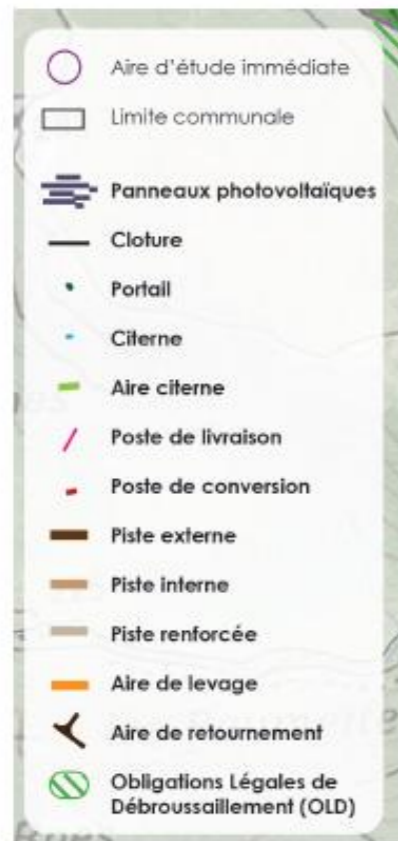 Aire d'étude immédiate
Limite communale
Panneaux photovoltaïques
Cloture
Portail
Citerne
Aire citerne
Poste de livraison
Poste de conversion
Piste externe
Piste interne
Piste renforcée
Aire de levage
Aire de retournement
Obligations Légales de
Débroussaillement (OLD)